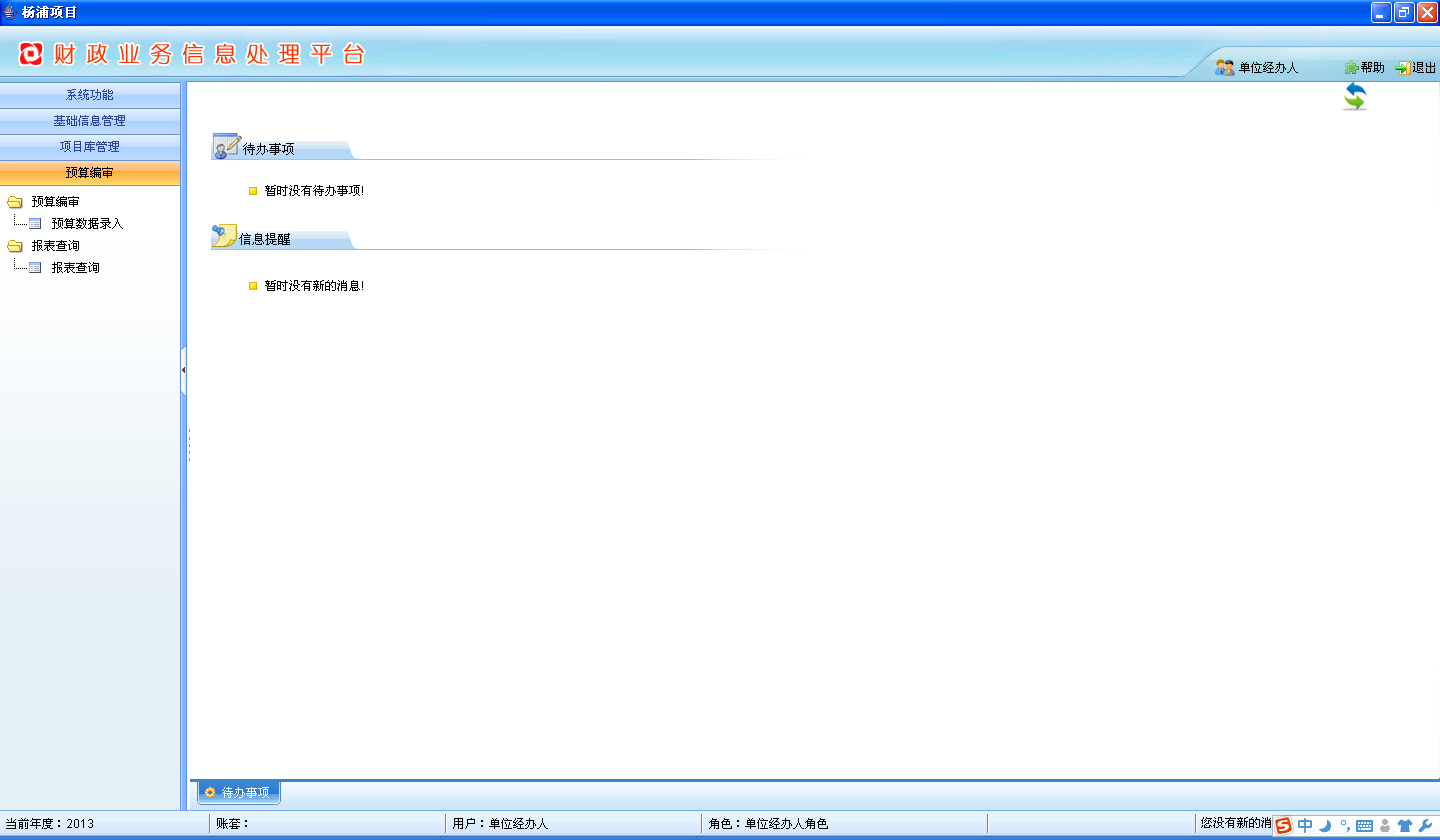 杨浦项目
财政业务信息处理平台
单位经办人
帮助
退出
系统功能
基础信息管理
项目库管理
预算编审
预算编审
预算数据录入
报表查询
报表查询
待办事项
暂时没有待办事项!
信息提醒
暂时没有新的消息!
待办事项
当前年度：2013
账套：
用户：单位经办人
角色：单位经办人角色
您没有新的消
中